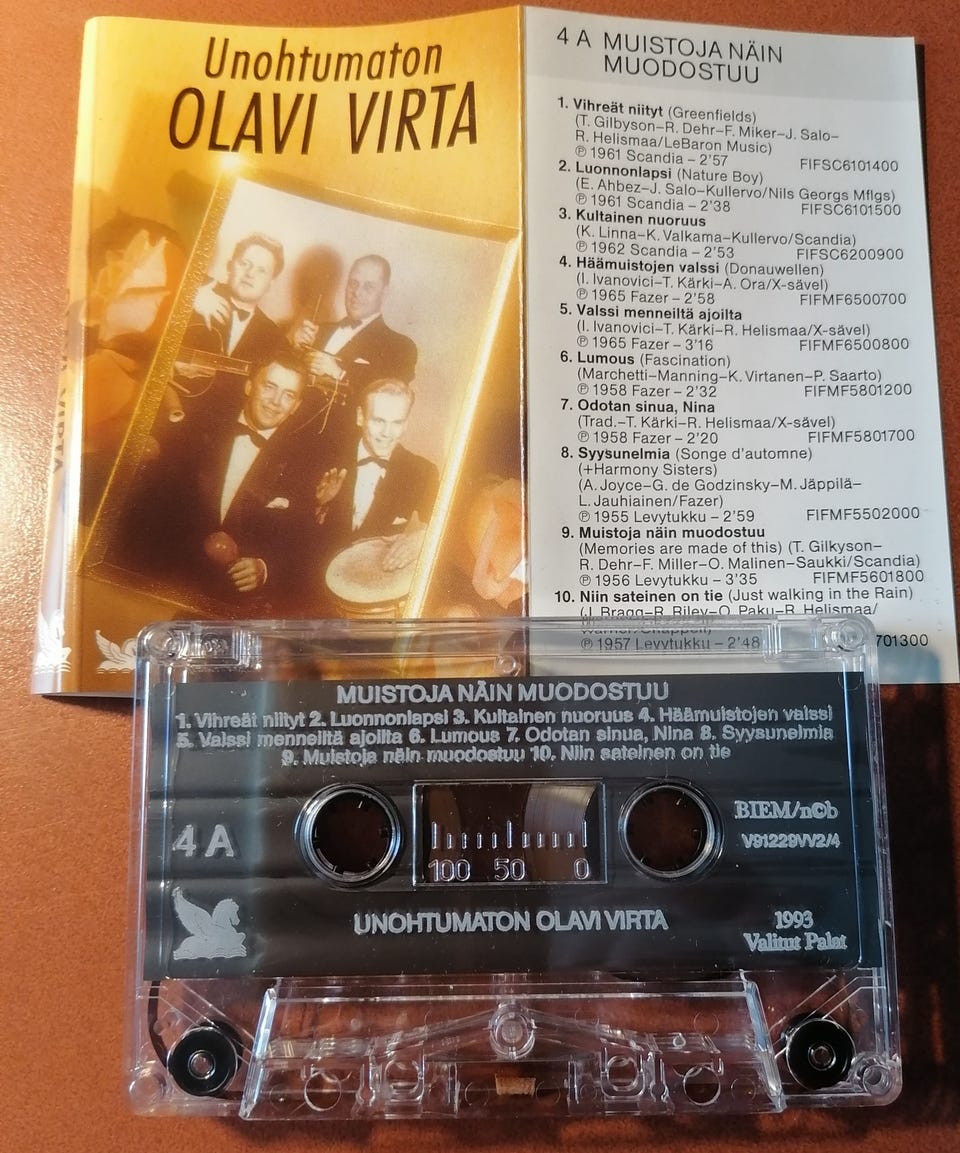 Unohtumaton
OLAVI VIRTA
4 A MUISTOJA NÄIN
MUODOSTUU
1. Vihreät niityt (Greenfields)
(T. Gilbyson–R. Dehr–F. Miker–J. Salo–
R. Helismaa/LeBaron Music)
℗ 1961 Scandia – 2'57 FIFSC6101400
2. Luonnonlapsi (Nature Boy)
(E. Ahbez–J. Salo–Kullervo/Nils Georgs Mflgs)
℗ 1961 Scandia – 2'38 FIFSC6101500
3. Kultainen nuoruus
(K. Linna–K. Valkama–Kullervo/Scandia)
℗ 1962 Scandia – 2'53 FIFSC6200900
4. Häämuistojen valssi (Donauwellen)
(I. Ivanovici–T. Kärki–A. Ora/X-sävel)
℗ 1965 Fazer – 2'58 FIFMF6500700
5. Valssi menneiltä ajoilta
(I. Ivanovici–T. Kärki–R. Helismaa/X-sävel)
℗ 1965 Fazer – 3'16 FIFMF6500800
6. Lumous (Fascination)
(Marchetti–Manning–K. Virtanen–P. Saarto)
℗ 1958 Fazer – 2'32 FIFMF5801200
7. Odotan sinua, Nina
(Trad.–T. Kärki–R. Helismaa/X-sävel)
℗ 1958 Fazer – 2'20 FIFMF5801700
8. Syysunelmia (Songe d'automne)
(+Harmony Sisters)
(A. Joyce–G. de Godzinsky–M. Jäppilä–
L. Jauhiainen/Fazer)
℗ 1955 Levytukku – 2'59 FIFMF5502000
9. Muistoja näin muodostuu
(Memories are made of this) (T. Gilkyson–
R. Dehr–F. Miller–O. Malinen–Saukki/Scandia)
℗ 1956 Levytukku – 3'35 FIFMF5601800
10. Niin sateinen on tie (Just walking in the Rain)
(J. Bragg–R. Riley–O. Paku–R. Helismaa/
Warner/Chappell)
℗ 1957 Levytukku – 2'48 701300
MUISTOJA NÄIN MUODOSTUU
1. Vihreät niityt 2. Luonnonlapsi 3. Kultainen nuoruus 4. Häämuistojen valssi
5. Valssi menneiltä ajoilta 6. Lumous 7. Odotan sinua, Nina 8. Syysunelmia
9. Muistoja näin muodostuu 10. Niin sateinen on tie
4 A
100 50 0
BIEM/n©b
V91229VV2/4
UNOHTUMATON OLAVI VIRTA
1993
Valitut Palat